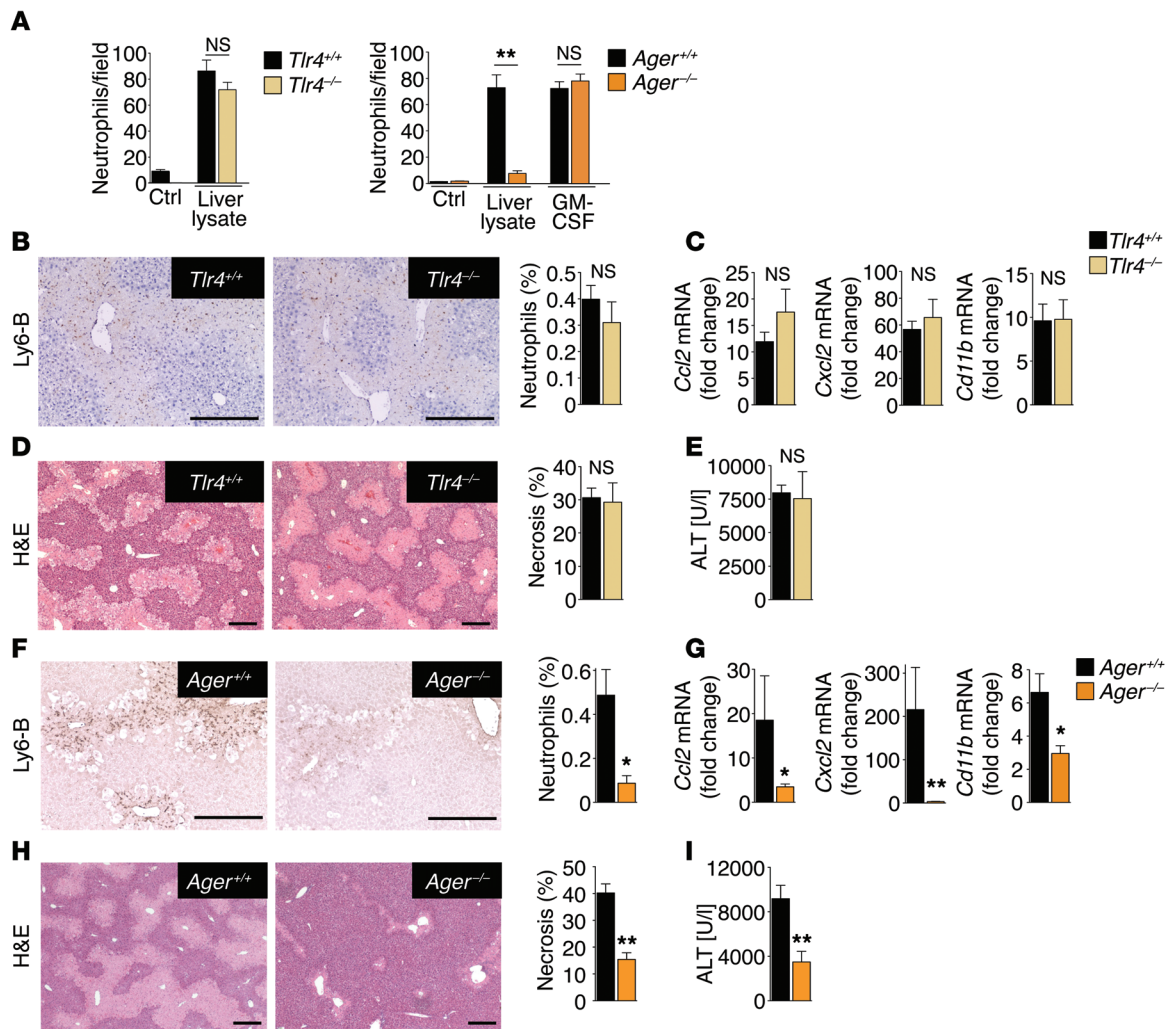 A
Neutrophils/field
100
80
60
40
20
0
NS
Ctrl
Liver
lysate
Tlr4+/+
Tlr4–/–
Neutrophils/field
100
80
60
40
20
0
**
NS
Ctrl
Liver
lysate
GM-
CSF
Ager+/+
Ager–/–
B
Ly6-B
Tlr4+/+
Tlr4–/–
Neutrophils (%)
0.5
0.4
0.3
0.2
0.1
0
NS
C
Tlr4+/+
Tlr4–/–
Ccl2 mRNA
(fold change)
25
20
15
10
5
0
NS
Cxcl2 mRNA
(fold change)
100
80
60
40
20
0
NS
Cd11b mRNA
(fold change)
15
10
5
0
NS
D
H&E
Tlr4+/+
Tlr4–/–
Necrosis (%)
40
30
20
10
0
NS
E
ALT [U/l]
10000
7500
5000
2500
0
NS
F
Ly6-B
Ager+/+
Ager–/–
Neutrophils (%)
0.6
0.4
0.2
0
*
G
Ccl2 mRNA
(fold change)
30
20
10
0
*
Cxcl2 mRNA
(fold change)
300
200
100
0
**
Cd11b mRNA
(fold change)
8
6
4
2
0
*
Ager+/+
Ager–/–
H
H&E
Ager+/+
Ager–/–
Necrosis (%)
50
40
30
20
10
0
**
I
ALT [U/l]
12000
9000
6000
3000
0
**